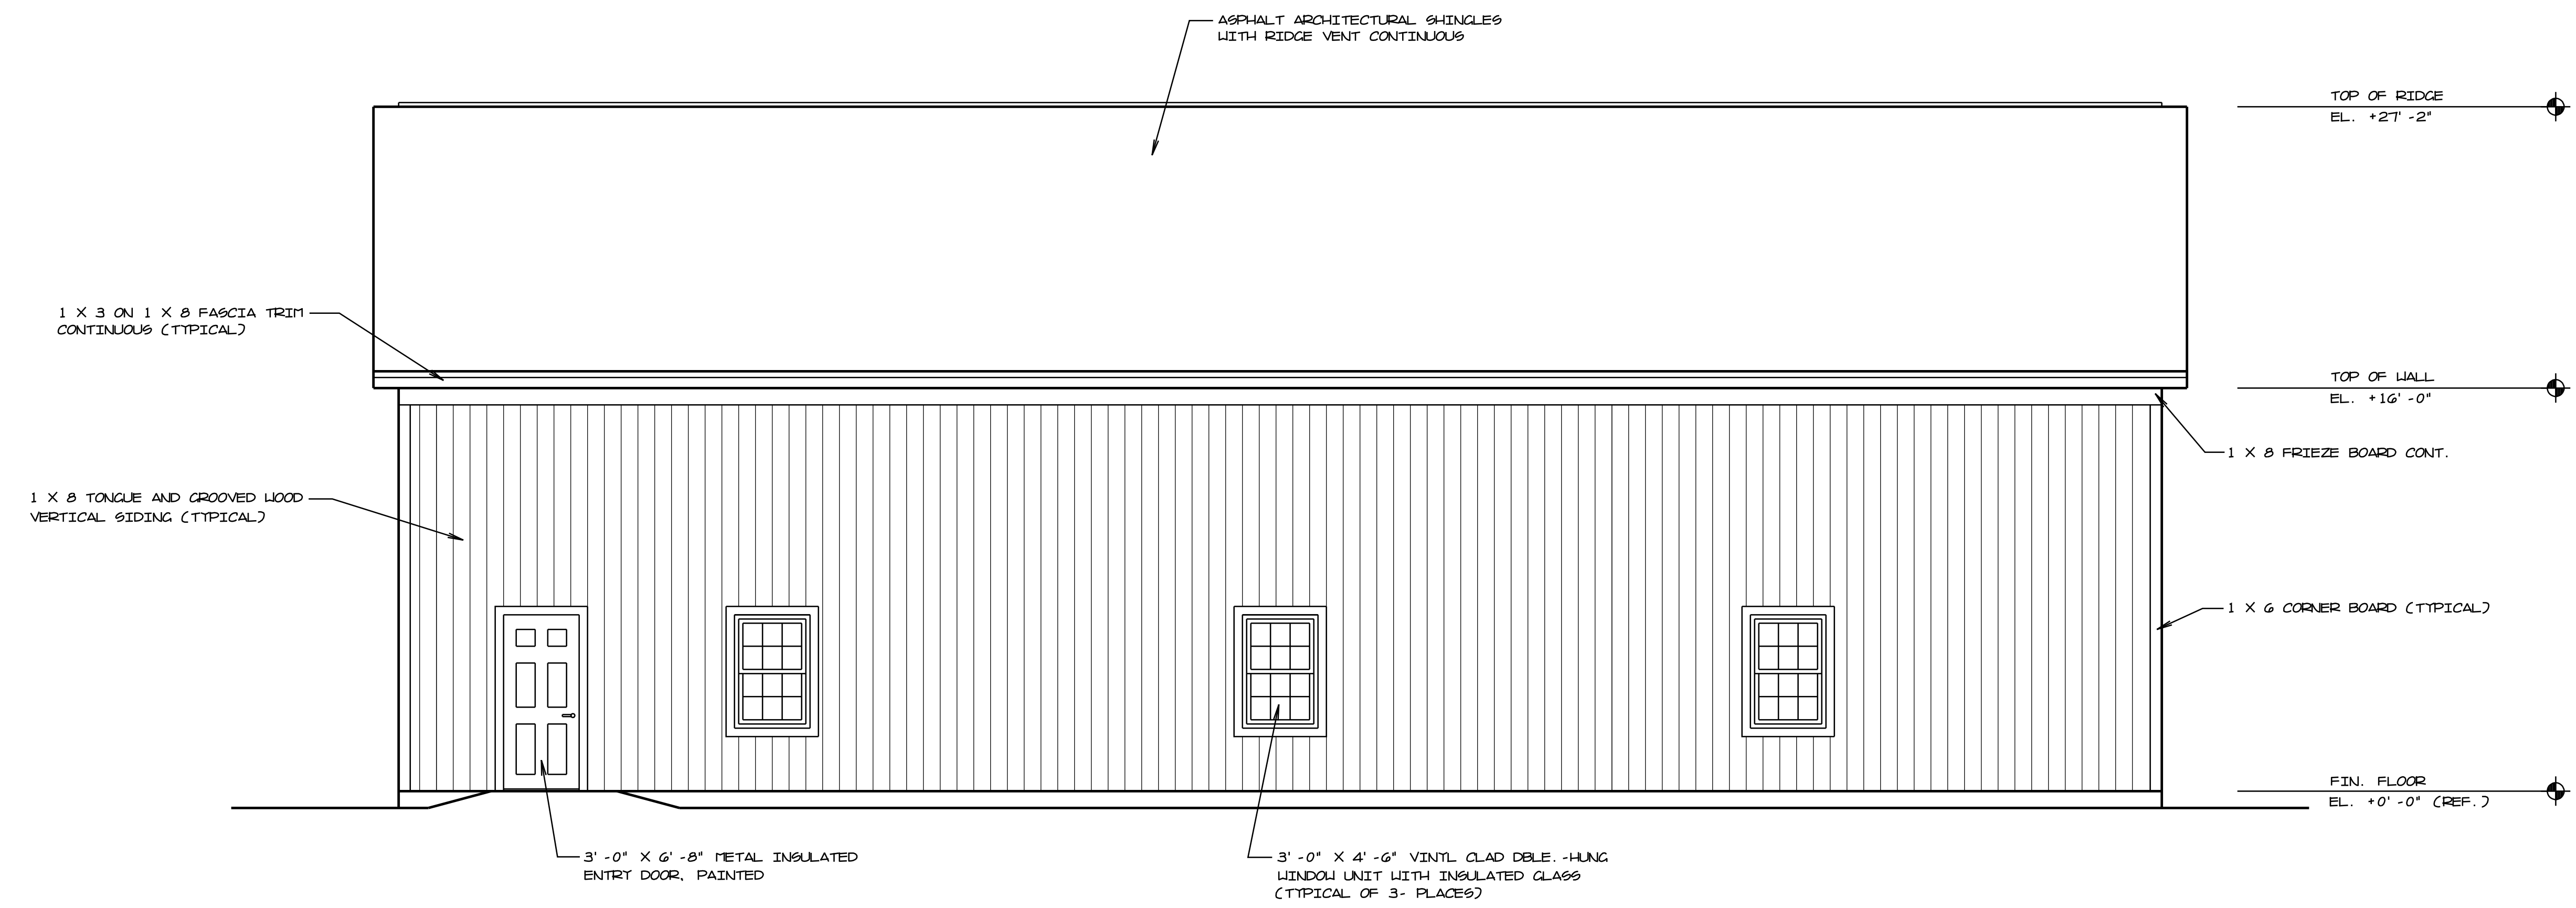 ASPHALT ARCHITECTURAL SHINGLES
WITH RIDGE VENT CONTINUOUS
TOP OF RIDGE
EL. +27'-2"
1 X 3 ON 1 X 8 FASCIA TRIM
CONTINUOUS (TYPICAL)
TOP OF WALL
EL. +16'-0"
1 X 8 FRIEZE BOARD CONT.
1 X 8 TONGUE AND GROOVED WOOD
VERTICAL SIDING (TYPICAL)
1 X 6 CORNER BOARD (TYPICAL)
FIN. FLOOR
EL. +0'-0" (REF.)
3'-0" X 6'-8" METAL INSULATED
ENTRY DOOR, PAINTED
3'-0" X 4'-6" VINYL CLAD DBLE.-HUNG
WINDOW UNIT WITH INSULATED GLASS
(TYPICAL OF 3- PLACES)